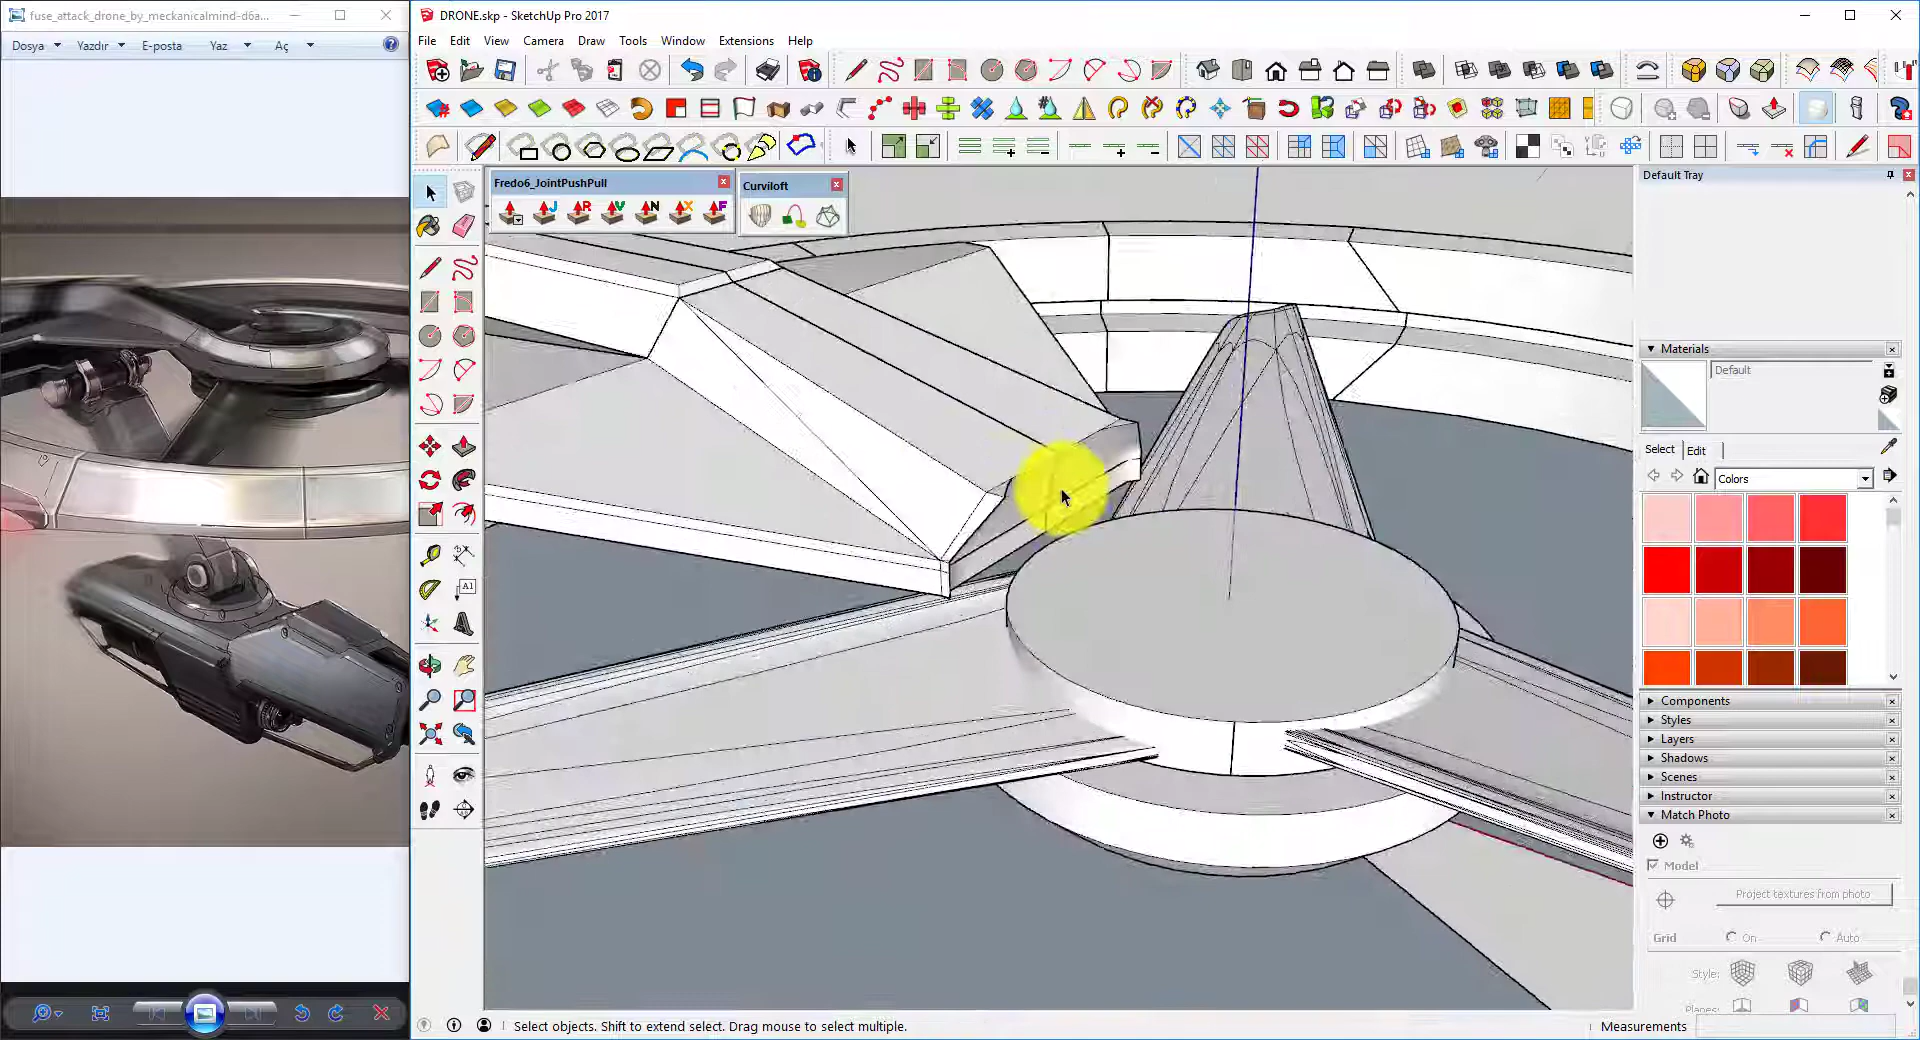 fuse_attack_drone_by_meckanicalmind-d6a...
Dosya
Yazdır
E-posta
Yaz
Aç
DRONE.skp - SketchUp Pro 2017
File
Edit
View
Camera
Draw
Tools
Window
Extensions
Help
Fredo6_JointPushPull
J
R
V
N
X
F
Curviloft
A1
Default Tray
Materials
Default
Select
Edit
Colors
Components
Styles
Layers
Shadows
Scenes
Instructor
Match Photo
Model
Project textures from photo
Grid
On
Auto
Style:
Planes:
Select objects. Shift to extend select. Drag mouse to select multiple.
Measurements